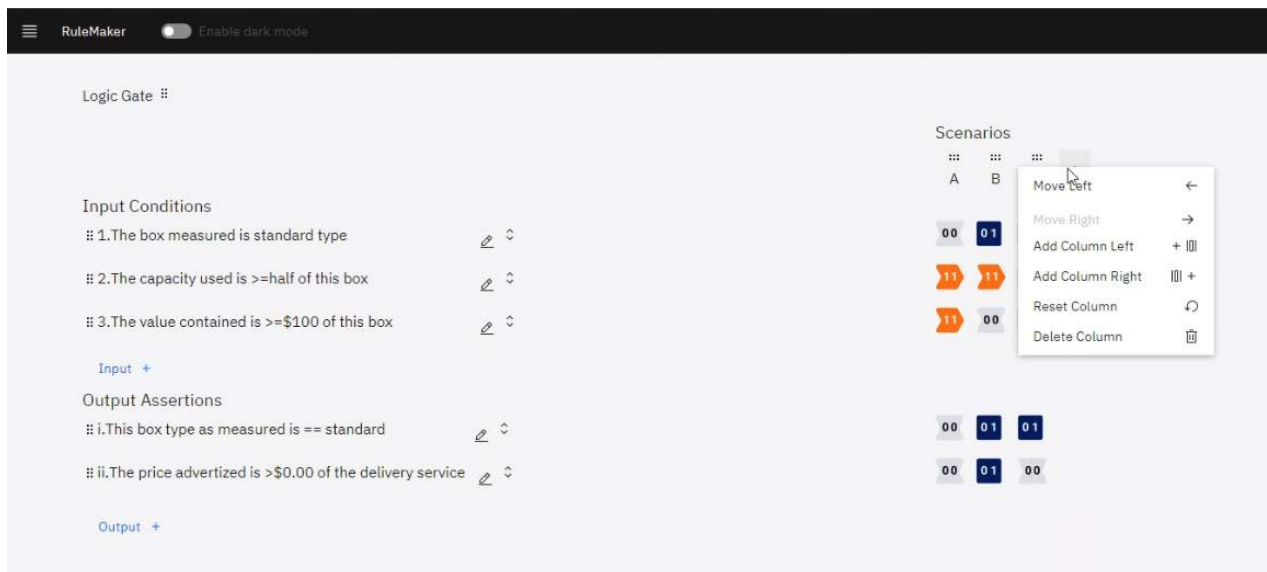 RuleMaker Enable dark mode
Logic Gate
Scenarios
A B
Move Left
Input Conditions
Move Right
1.The box measured is standard type 00 01
Add Column Left
2.The capacity used is >=half of this box 11 11
Add Column Right
Reset Column
3.The value contained is >=$100 of this box 11 00
Delete Column
Input +
Output Assertions
i.This box type as measured is == standard 00 01 01
ii.The price advertized is >$0.00 of the delivery service 00 01 00
Output +